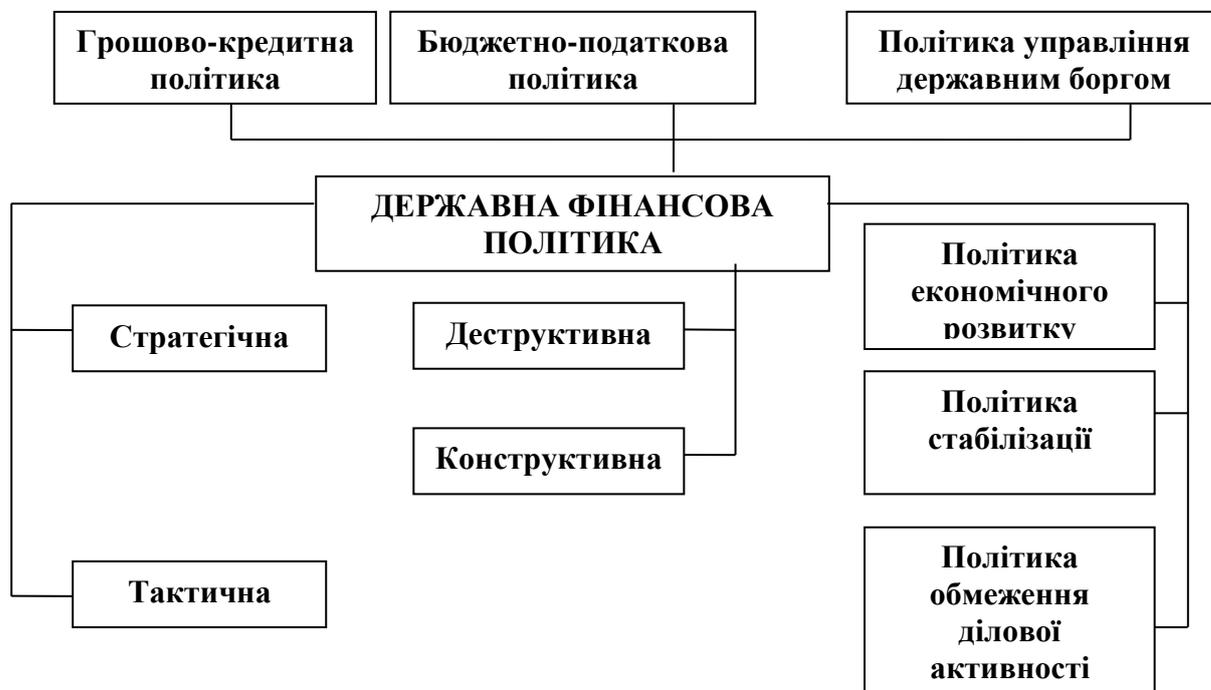 Грошово-кредитна
політика
Бюджетно-податкова
політика
Політика управління
державним боргом
ДЕРЖАВНА ФІНАНСОВА
ПОЛІТИКА
Стратегічна
Тактична
Деструктивна
Конструктивна
Політика
економічного
розвитку
Політика
стабілізації
Політика
обмеження
ділової
активності